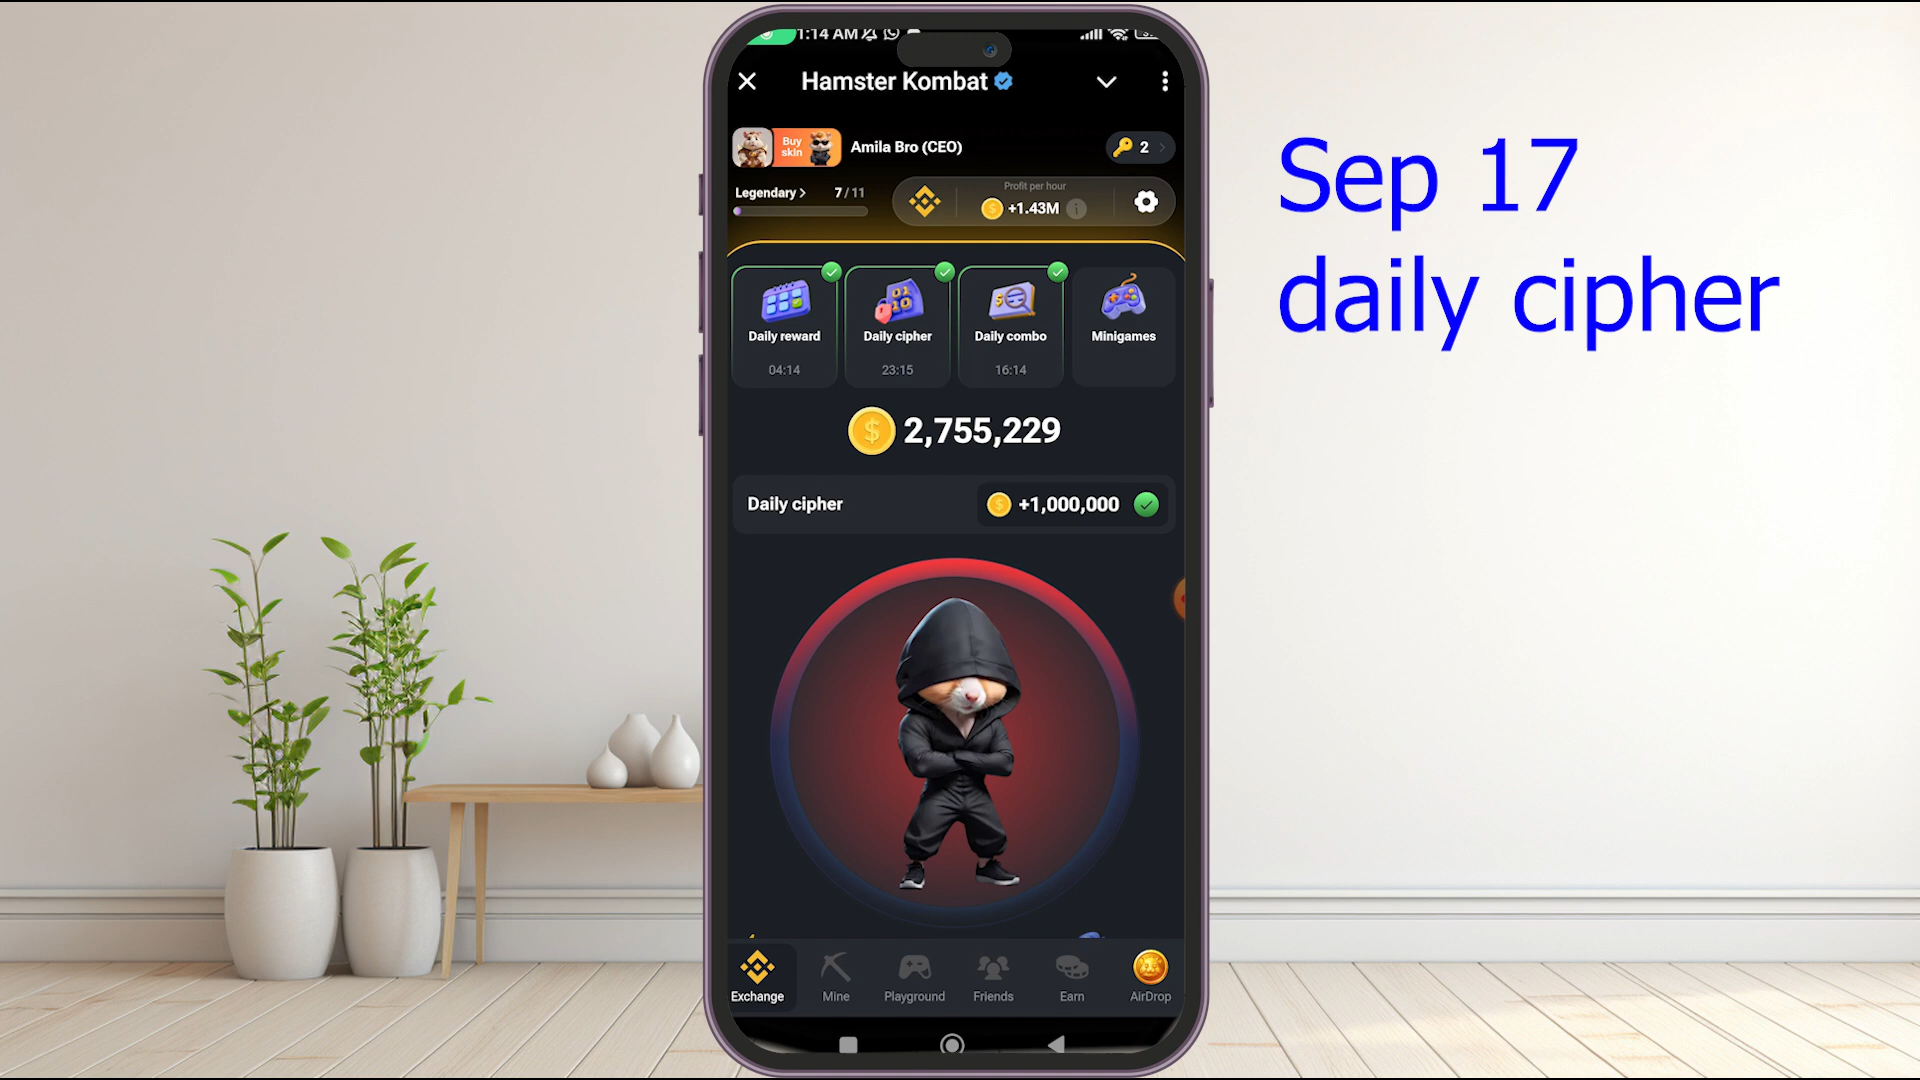 1:14 AM
Hamster Kombat
Buy
skin
Amila Bro (CEO)
2
Legendary >
7/11
Profit per hour
+1.43M
Daily reward
04:14
Daily cipher
23:15
Daily combo
16:14
Minigames
2,755,229
Daily cipher
+1,000,000
Exchange
Mine
Playground
Friends
Earn
AirDrop
Sep 17
daily cipher